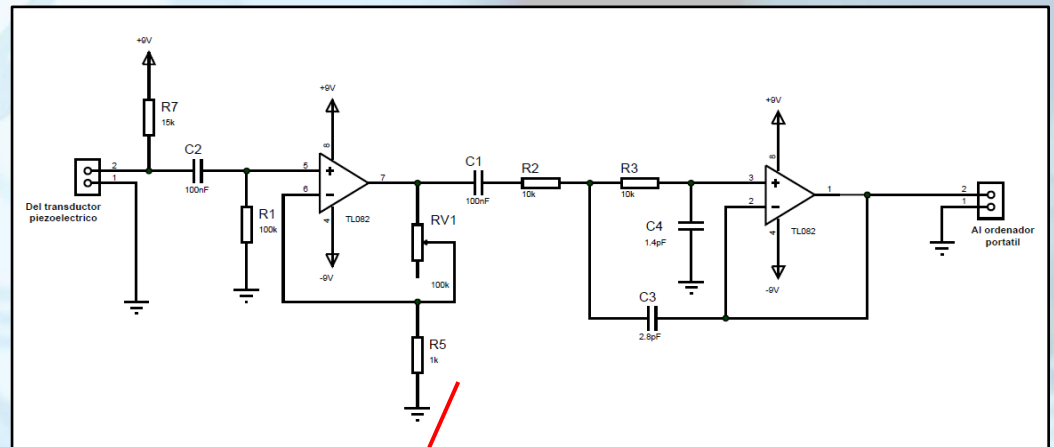 +9V
R7
15k
C2
100nF
2
1
Del transductor
piezoelectrico
R1
100k
+9V
8
5
6
7
4
TL082
-9V
RV1
100k
R5
1k
C1
100nF
R2
10k
R3
10k
C4
1.4pF
C3
2.8pF
+9V
8
3
2
1
4
TL082
-9V
2
1
Al ordenador
portatil